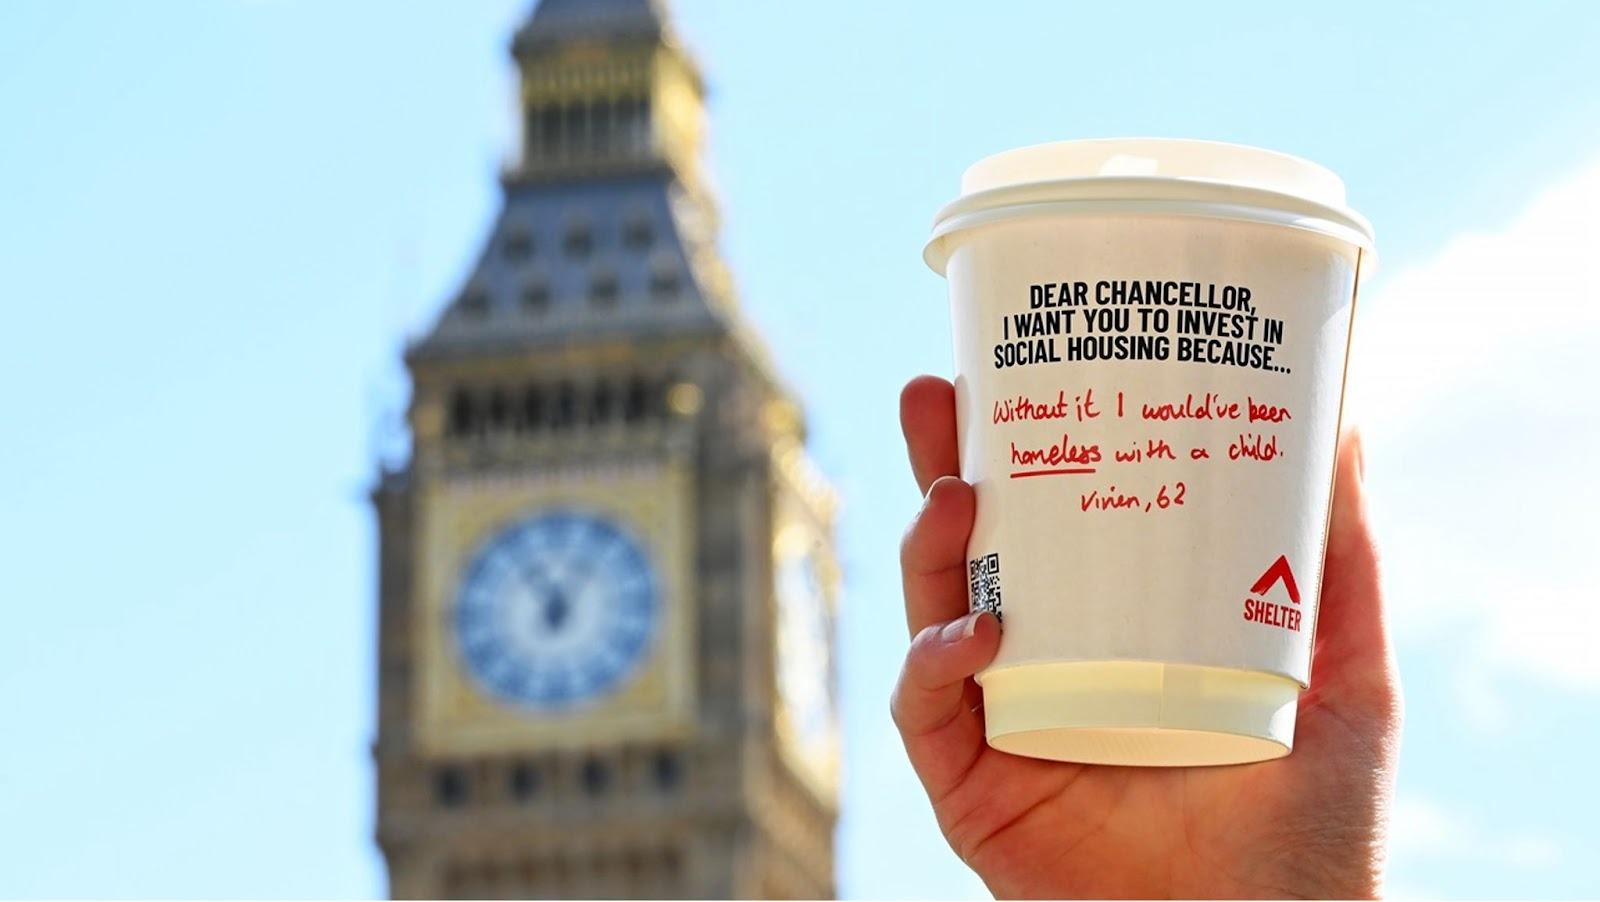 DEAR CHANCELLOR,
I WANT YOU TO INVEST IN
SOCIAL HOUSING BECAUSE...
Without it I would've been
homeless with a child.
Vivien, 62
SHELTER